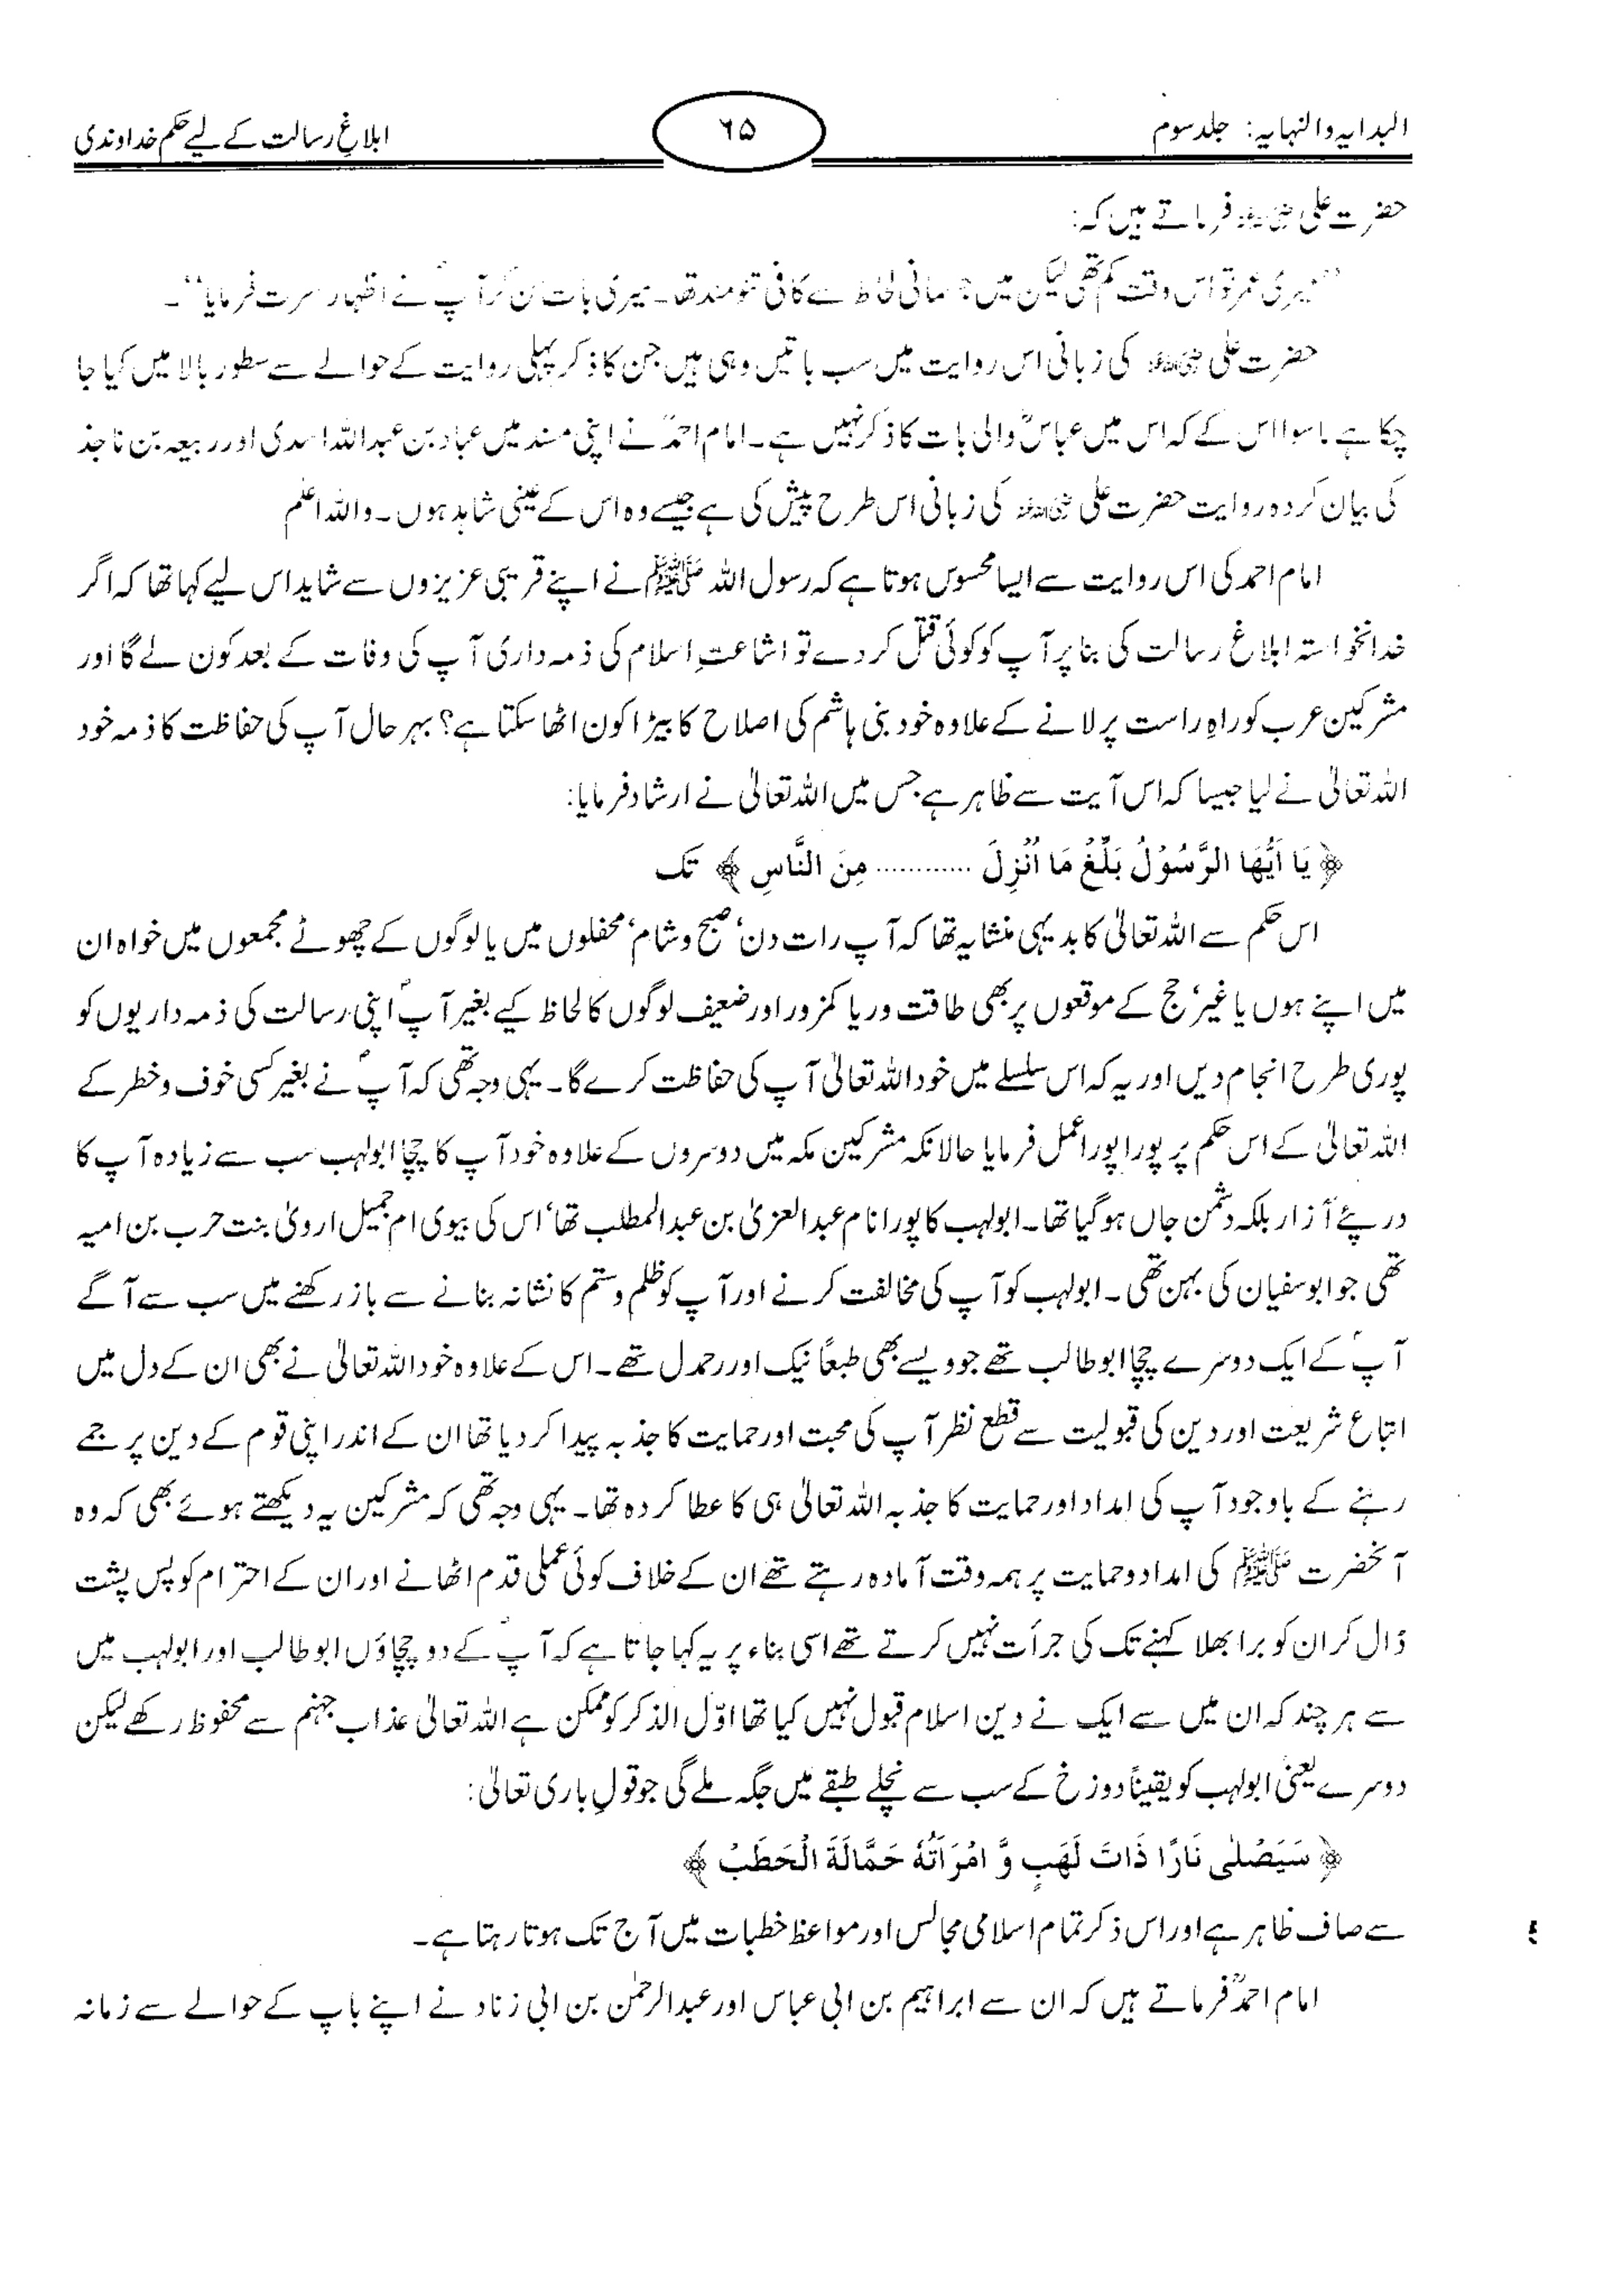 البدایہ والنہایہ: جلد سوم
۶۵
ابلاغِ رسالت کے لیے حکم خداوندی
حضرت علی رضی اللہ عنہ فرماتے ہیں کہ:
”میری عمر تو اس وقت کم تھی لیکن میں جسمانی لحاظ سے کافی تنومند تھا۔ میری بات سن کر آپؐ نے اظہار مسرت فرمایا“۔
حضرت علی رضی اللہ عنہ کی زبانی اس روایت میں سب باتیں وہی ہیں جن کا ذکر پہلی روایت کے حوالے سے سطور بالا میں کیا جا
چکا ہے ماسوا اس کے کہ اس میں عباسؓ والی بات کا ذکر نہیں ہے۔ امام احمدؒ نے اپنی مسند میں عباد بن عبداللہ اسدی اور ربیعہ بن ناجذ
کی بیان کردہ روایت حضرت علی رضی اللہ عنہ کی زبانی اس طرح پیش کی ہے جیسے وہ اس کے عینی شاہد ہوں۔ واللہ اعلم
امام احمد کی اس روایت سے ایسا محسوس ہوتا ہے کہ رسول اللہ ﷺ نے اپنے قریبی عزیزوں سے شاید اس لیے کہا تھا کہ اگر
خدانخواستہ ابلاغ رسالت کی بنا پر آپ کو کوئی قتل کر دے تو اشاعتِ اسلام کی ذمہ داری آپ کی وفات کے بعد کون لے گا اور
مشرکین عرب کو راہِ راست پر لانے کے علاوہ خود بنی ہاشم کی اصلاح کا بیڑا کون اٹھا سکتا ہے؟ بہر حال آپ کی حفاظت کا ذمہ خود
اللہ تعالیٰ نے لیا جیسا کہ اس آیت سے ظاہر ہے جس میں اللہ تعالیٰ نے ارشاد فرمایا:
﴿ یَا اَیُّهَا الرَّسُوْلُ بَلِّغْ مَا اُنْزِلَ ............ مِنَ النَّاسِ ﴾ تک
اس حکم سے اللہ تعالیٰ کا بدیہی منشا یہ تھا کہ آپ رات دن‘ صبح و شام‘ محفلوں میں یا لوگوں کے چھوٹے مجمعوں میں خواہ ان
میں اپنے ہوں یا غیر‘ حج کے موقعوں پر بھی طاقت ور یا کمزور اور ضعیف لوگوں کا لحاظ کیے بغیر آپؐ اپنی رسالت کی ذمہ داریوں کو
پوری طرح انجام دیں اور یہ کہ اس سلسلے میں خود اللہ تعالیٰ آپ کی حفاظت کرے گا۔ یہی وجہ تھی کہ آپؐ نے بغیر کسی خوف و خطر کے
اللہ تعالیٰ کے اس حکم پر پورا پورا عمل فرمایا حالانکہ مشرکین مکہ میں دوسروں کے علاوہ خود آپ کا چچا ابولہب سب سے زیادہ آپ کا
درپئے آزار بلکہ دشمن جاں ہو گیا تھا۔ ابولہب کا پورا نام عبدالعزیٰ بن عبدالمطلب تھا‘ اس کی بیوی ام جمیل ارویٰ بنت حرب بن امیہ
تھی جو ابوسفیان کی بہن تھی۔ ابولہب کو آپ کی مخالفت کرنے اور آپ کو ظلم و ستم کا نشانہ بنانے سے باز رکھنے میں سب سے آگے
آپؐ کے ایک دوسرے چچا ابوطالب تھے جو ویسے بھی طبعاً نیک اور رحمدل تھے۔ اس کے علاوہ خود اللہ تعالیٰ نے بھی ان کے دل میں
اتباع شریعت اور دین کی قبولیت سے قطع نظر آپ کی محبت اور حمایت کا جذبہ پیدا کر دیا تھا ان کے اندر اپنی قوم کے دین پر جمے
رہنے کے باوجود آپ کی امداد اور حمایت کا جذبہ اللہ تعالیٰ ہی کا عطا کردہ تھا۔ یہی وجہ تھی کہ مشرکین یہ دیکھتے ہوئے بھی کہ وہ
آنحضرت ﷺ کی امداد و حمایت پر ہمہ وقت آمادہ رہتے تھے ان کے خلاف کوئی عملی قدم اٹھانے اور ان کے احترام کو پس پشت
ڈال کر ان کو برا بھلا کہنے تک کی جرأت نہیں کرتے تھے اسی بناء پر یہ کہا جاتا ہے کہ آپؐ کے دو چچاؤں ابوطالب اور ابولہب میں
سے ہر چند کہ ان میں سے ایک نے دین اسلام قبول نہیں کیا تھا اوّل الذکر کو ممکن ہے اللہ تعالیٰ عذاب جہنم سے محفوظ رکھے لیکن
دوسرے یعنی ابولہب کو یقیناً دوزخ کے سب سے نچلے طبقے میں جگہ ملے گی جو قولِ باری تعالیٰ:
﴿ سَیَصْلٰی نَارًا ذَاتَ لَهَبٍ وَّ امْرَاَتُهٗ حَمَّالَةَ الْحَطَبْ ﴾
سے صاف ظاہر ہے اور اس ذکر تمام اسلامی مجالس اور مواعظ خطبات میں آج تک ہوتا رہتا ہے۔
امام احمدؒ فرماتے ہیں کہ ان سے ابراہیم بن ابی عباس اور عبدالرحمٰن بن ابی زناد نے اپنے باپ کے حوالے سے زمانہ